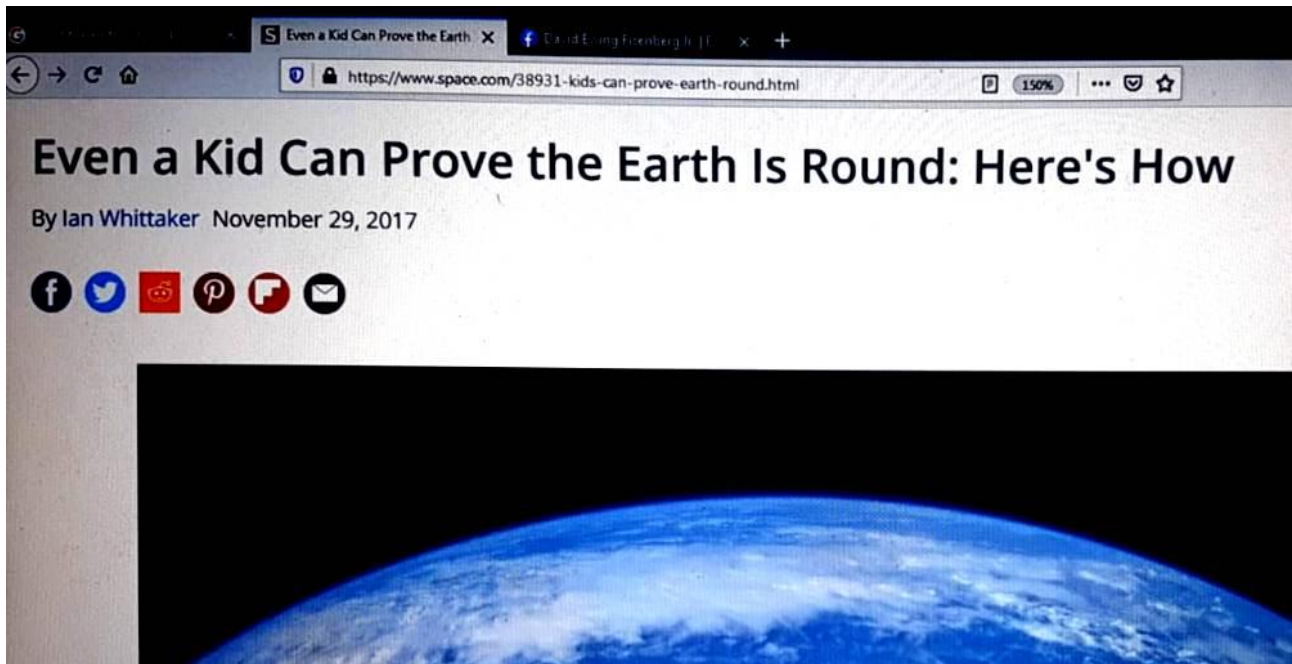 Even a Kid Can Prove the Earth
https://www.space.com/38931-kids-can-prove-earth-round.html
150%
Even a Kid Can Prove the Earth Is Round: Here's How
By Ian Whittaker November 29, 2017